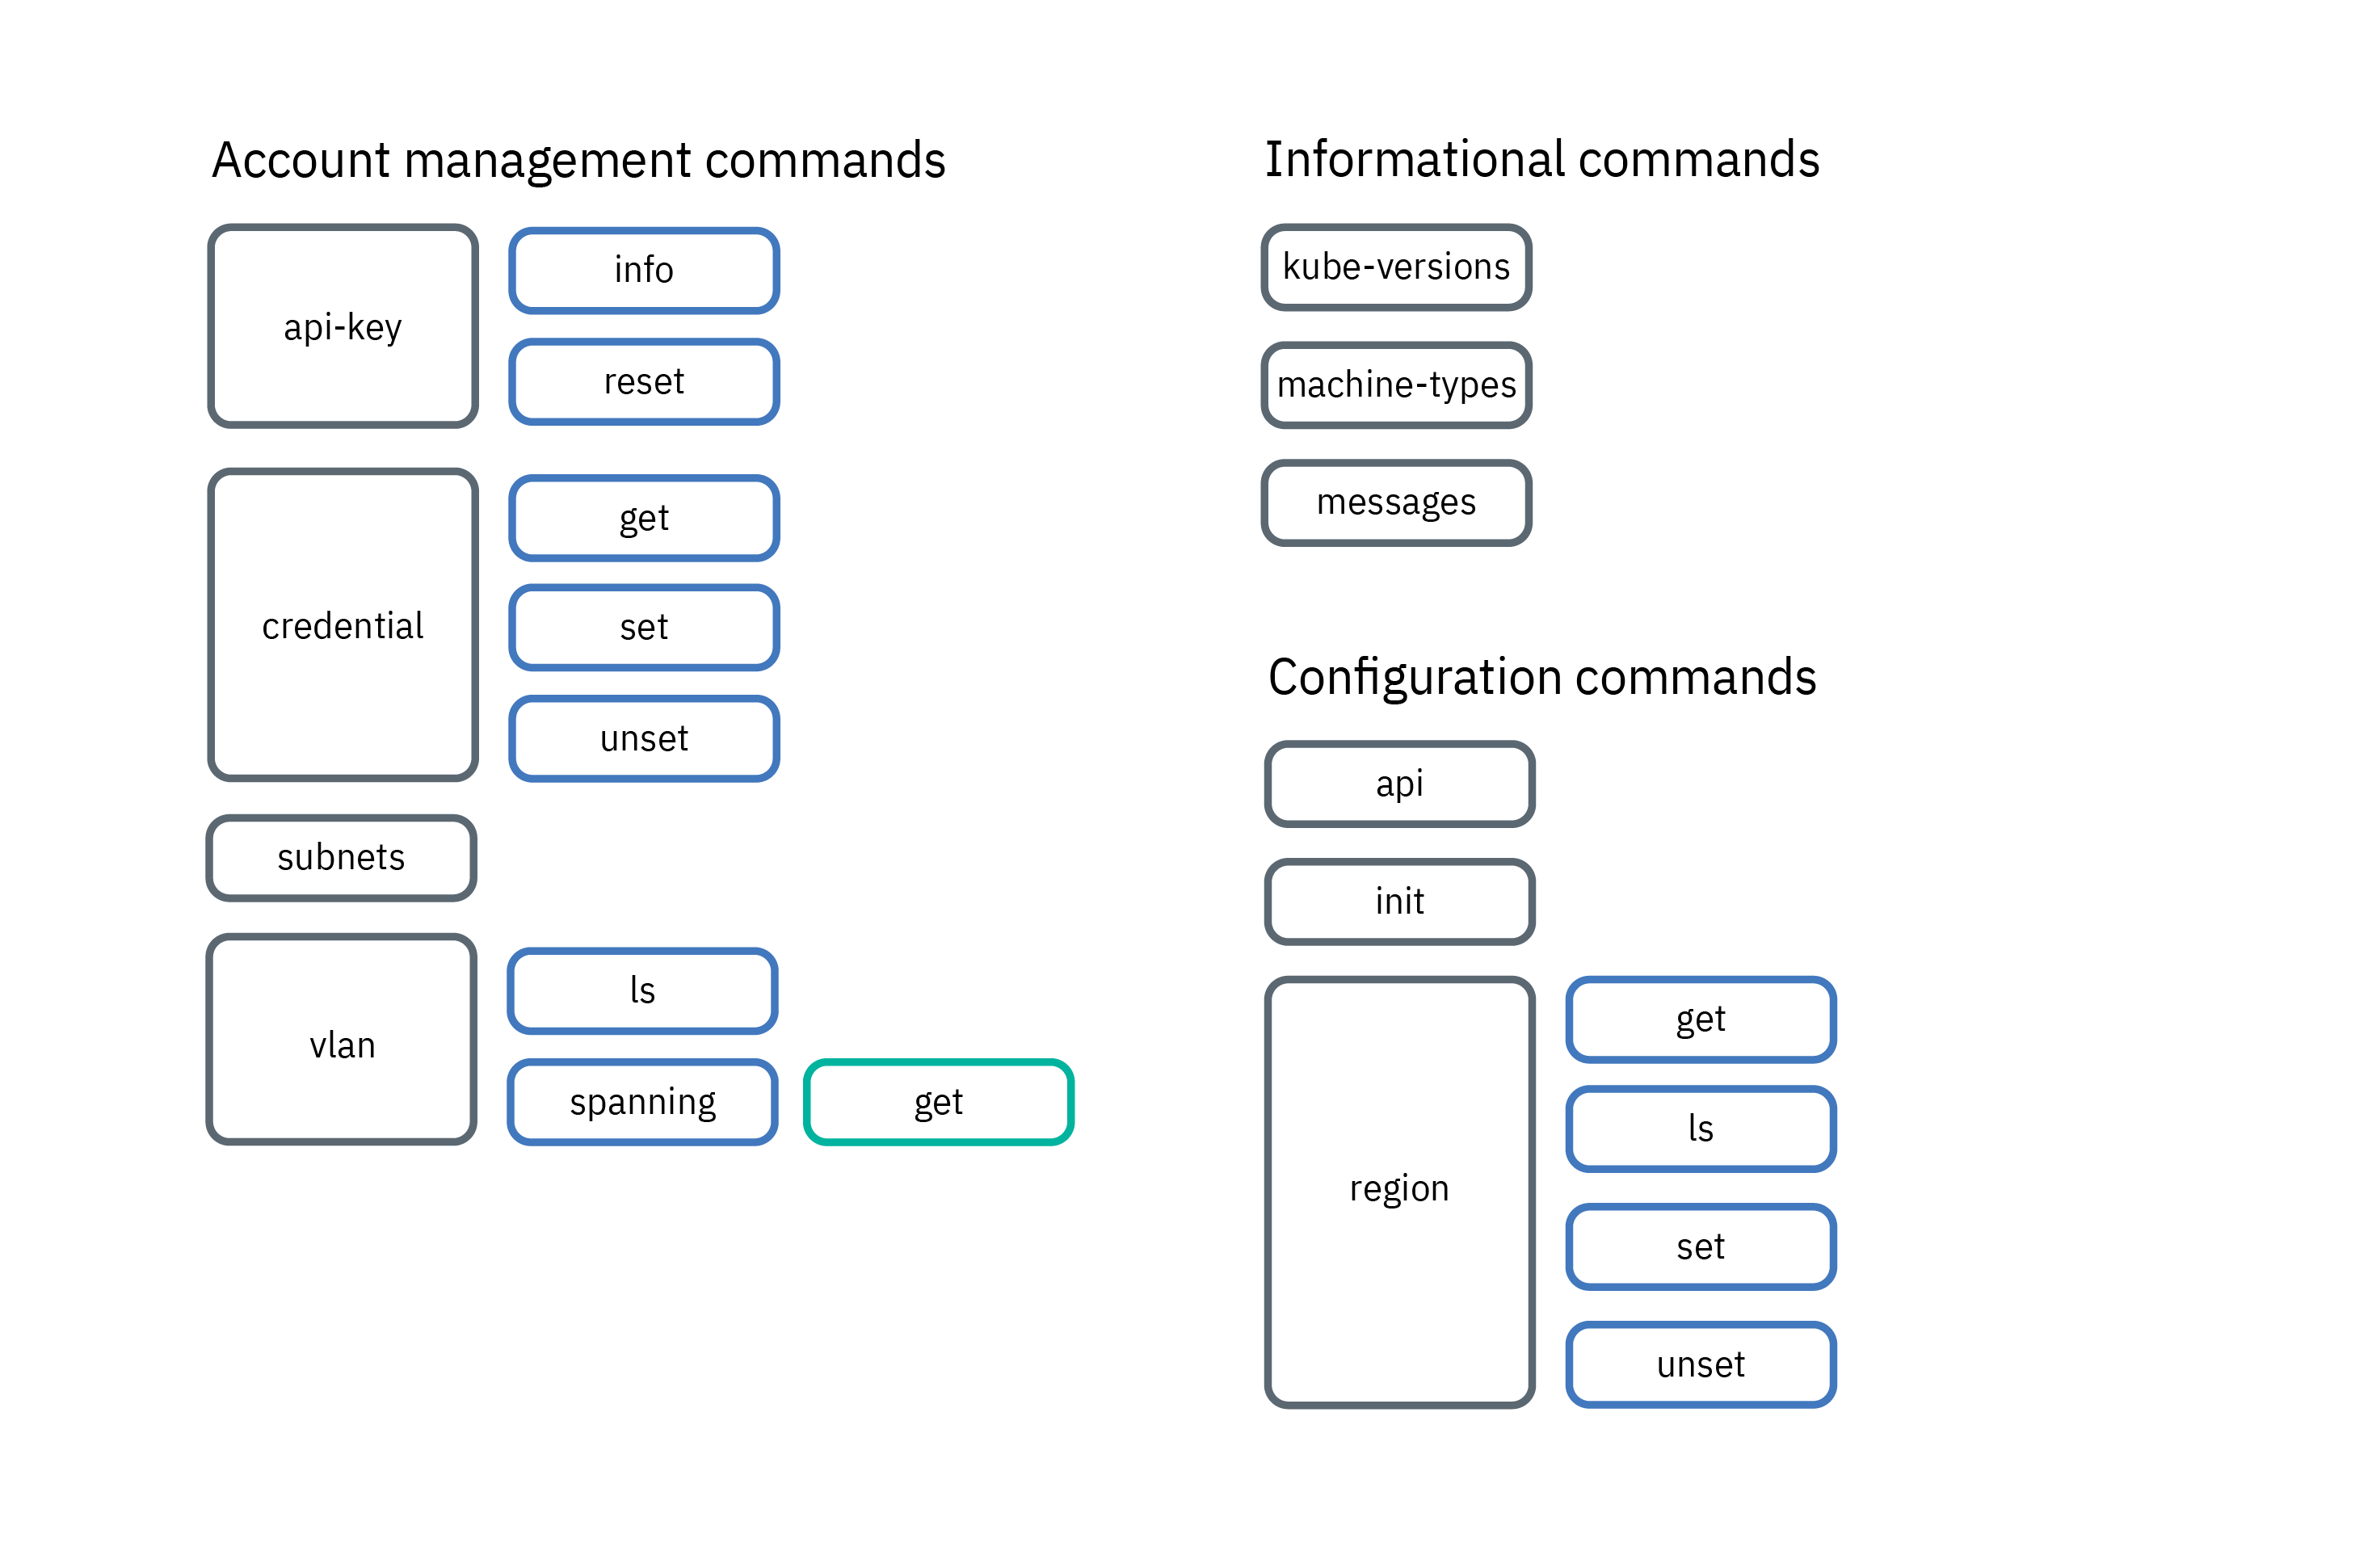 Account management commands
api-key
info
reset
credential
get
set
unset
subnets
vlan
ls
spanning
get
Informational commands
kube-versions
machine-types
messages
Configuration commands
api
init
region
get
ls
set
unset